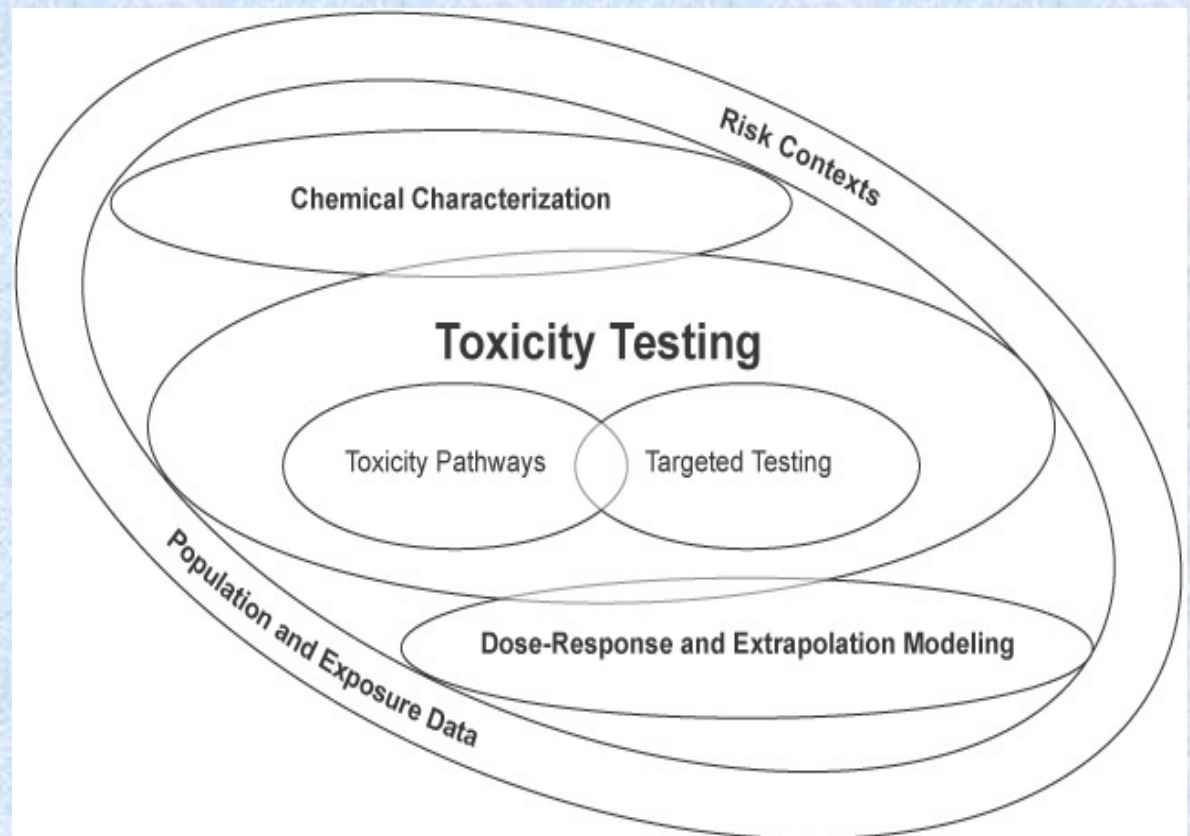 Risk Contexts
Chemical Characterization
Toxicity Testing
Toxicity Pathways
Targeted Testing
Population and Exposure Data
Dose-Response and Extrapolation Modeling